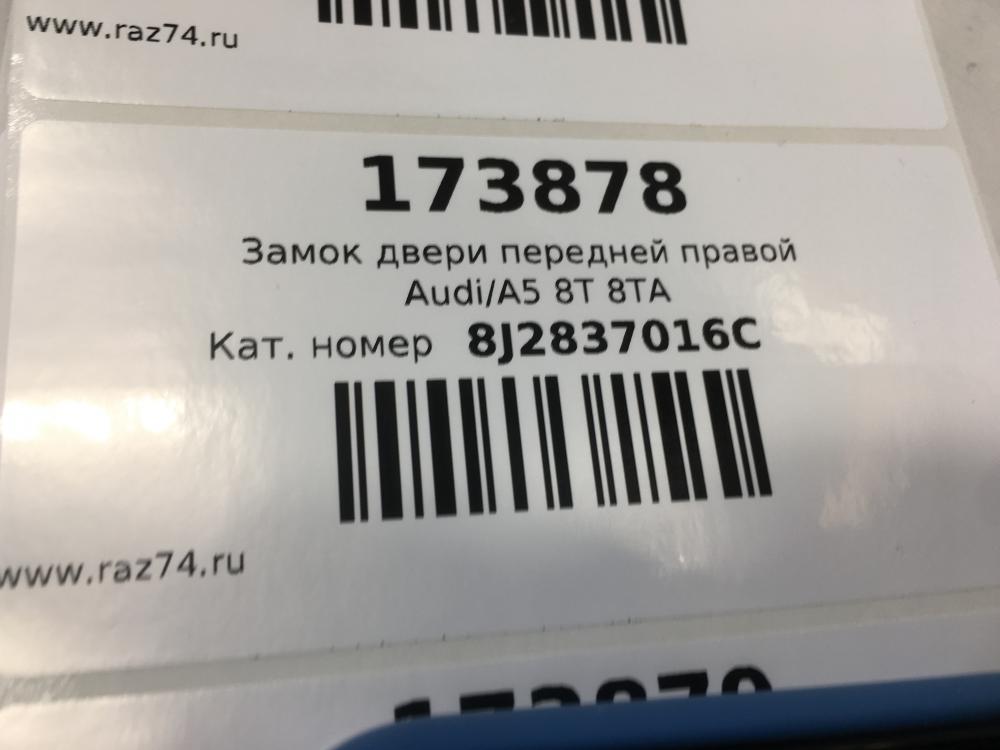 www.raz74.ru
173878
Замок двери передней правой
Audi/A5 8T 8TA
Кат. номер 8J2837016C
www.raz74.ru